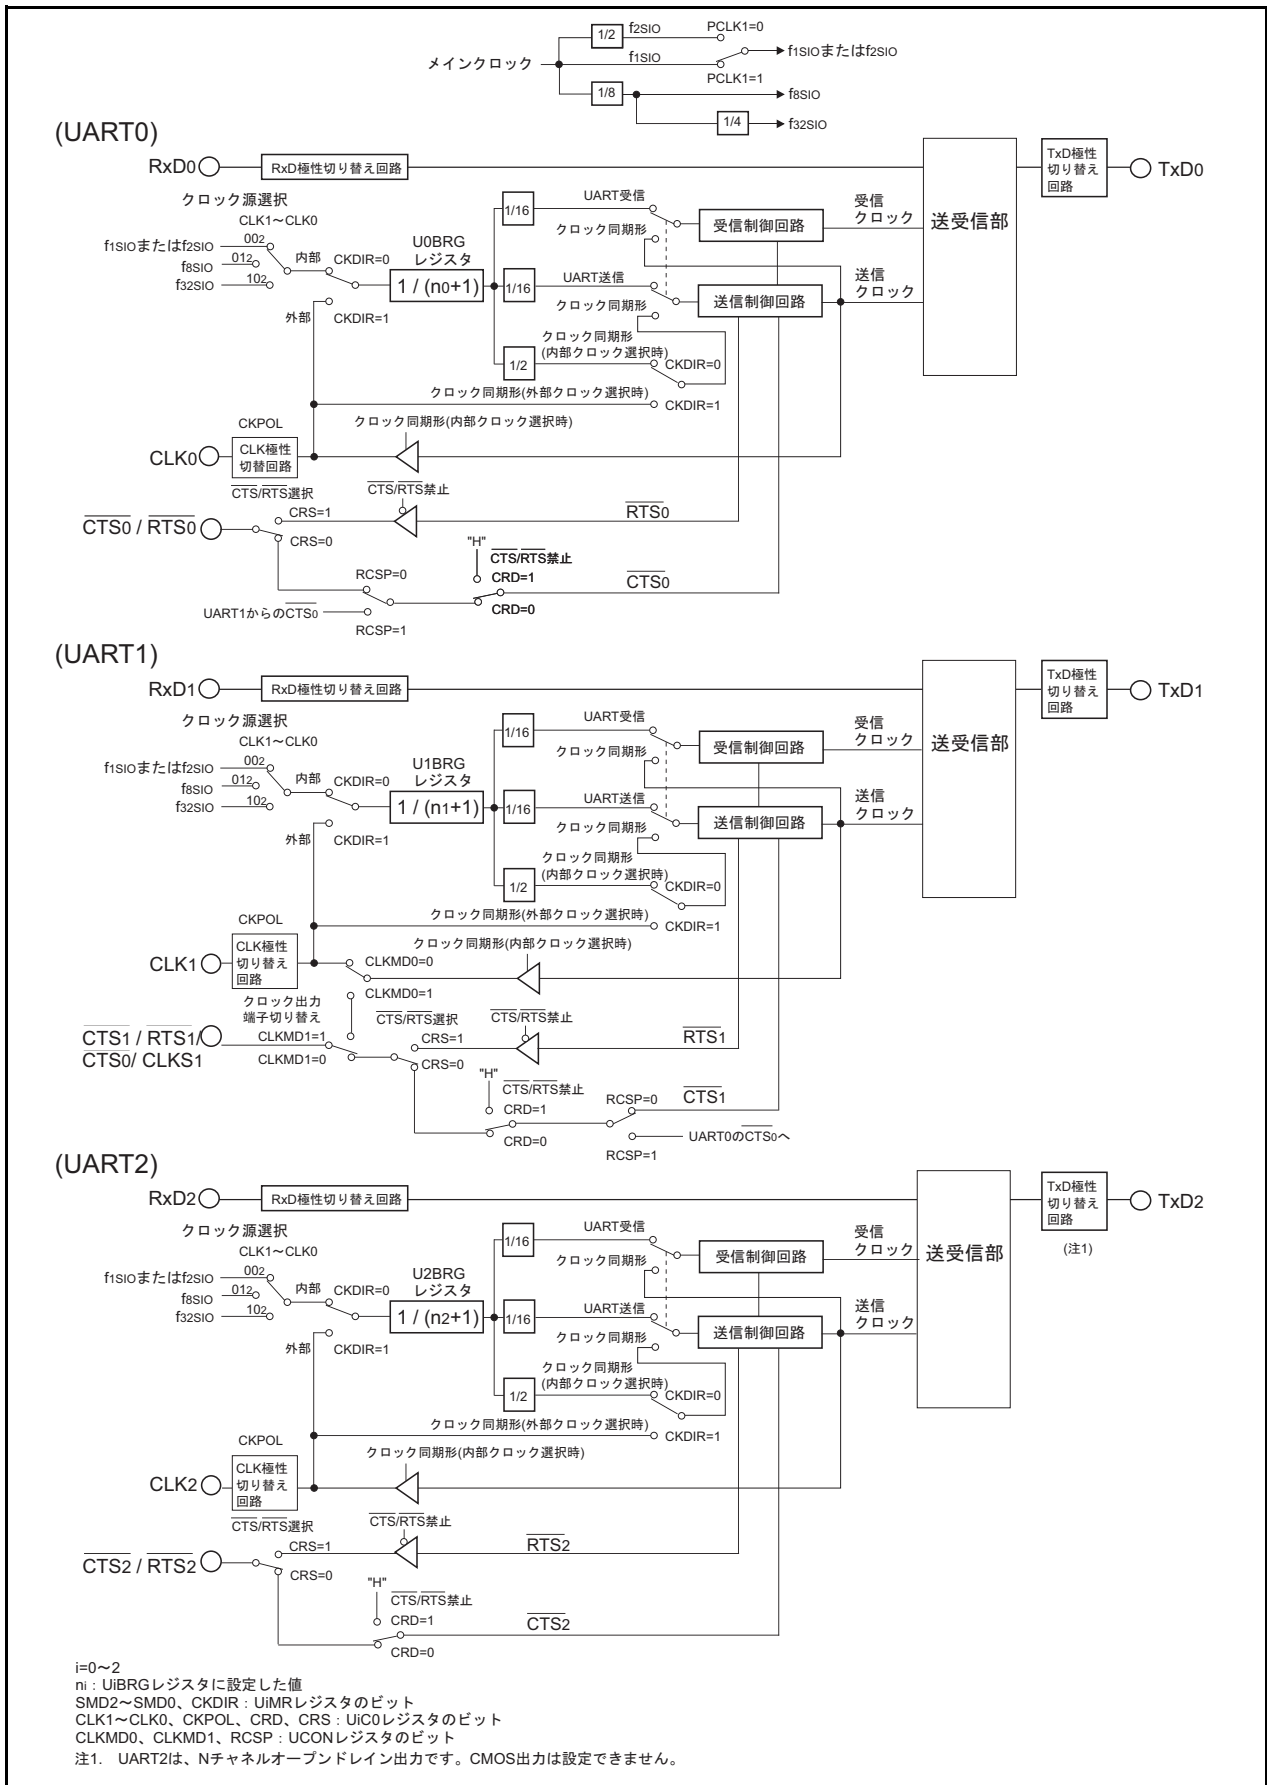 1/2 f2SIO PCLK1=0
メインクロック f1SIO f1SIOまたはf2SIO
PCLK1=1
1/8 f8SIO
1/4 f32SIO
(UART0)
RxD0 RxD極性切り替え回路 送受信部 TxD極性切り替え回路 TxD0
クロック源選択
CLK1～CLK0
f1SIOまたはf2SIO 002
f8SIO 012
f32SIO 102
内部 CKDIR=0
外部 CKDIR=1
U0BRG
レジスタ
1 / (n0+1)
1/16 UART受信
クロック同期形
受信制御回路
受信
クロック
1/16 UART送信
クロック同期形
送信制御回路
送信
クロック
クロック同期形
(内部クロック選択時)
1/2 CKDIR=0
クロック同期形(外部クロック選択時) CKDIR=1
クロック同期形(内部クロック選択時)
CKPOL
CLK0 CLK極性
切替回路
CTS/RTS選択
CTS/RTS禁止
CTS0 / RTS0 CRS=1 RTS0
CRS=0
"H"
CTS/RTS禁止
RCSP=0 CRD=1 CTS0
CRD=0
UART1からのCTS0
RCSP=1
(UART1)
RxD1 RxD極性切り替え回路 送受信部 TxD極性
切り替え
回路 TxD1
クロック源選択
CLK1～CLK0
f1SIOまたはf2SIO 002
f8SIO 012
f32SIO 102
内部 CKDIR=0
外部 CKDIR=1
U1BRG
レジスタ
1 / (n1+1)
1/16 UART受信
クロック同期形
受信制御回路
受信
クロック
1/16 UART送信
クロック同期形
送信制御回路
送信
クロック
クロック同期形
(内部クロック選択時)
1/2 CKDIR=0
クロック同期形(外部クロック選択時) CKDIR=1
クロック同期形(内部クロック選択時)
CKPOL
CLK1 CLK極性
切り替え
回路
CLKMD0=0
CLKMD0=1
クロック出力
端子切り替え
CTS/RTS選択
CTS/RTS禁止
CTS1 / RTS1/
CTS0/ CLKS1
CLKMD1=1
CLKMD1=0
CRS=1 RTS1
CRS=0
"H"
CTS/RTS禁止
CRD=1
CRD=0
RCSP=0 CTS1
UART0のCTS0へ
RCSP=1
(UART2)
RxD2 RxD極性切り替え回路 送受信部 TxD極性
切り替え
回路 TxD2
(注1)
クロック源選択
CLK1～CLK0
f1SIOまたはf2SIO 002
f8SIO 012
f32SIO 102
内部 CKDIR=0
外部 CKDIR=1
U2BRG
レジスタ
1 / (n2+1)
1/16 UART受信
クロック同期形
受信制御回路
受信
クロック
1/16 UART送信
クロック同期形
送信制御回路
送信
クロック
クロック同期形
(内部クロック選択時)
1/2 CKDIR=0
クロック同期形(外部クロック選択時) CKDIR=1
クロック同期形(内部クロック選択時)
CKPOL
CLK2 CLK極性
切り替え
回路
CTS/RTS選択
CTS/RTS禁止
CTS2 / RTS2 CRS=1 RTS2
CRS=0
"H"
CTS/RTS禁止
CRD=1 CTS2
CRD=0
i=0～2
ni：UiBRGレジスタに設定した値
SMD2～SMD0、CKDIR：UiMRレジスタのビット
CLK1～CLK0、CKPOL、CRD、CRS：UiC0レジスタのビット
CLKMD0、CLKMD1、RCSP：UCONレジスタのビット
注1. UART2は、Nチャネルオープンドレイン出力です。CMOS出力は設定できません。